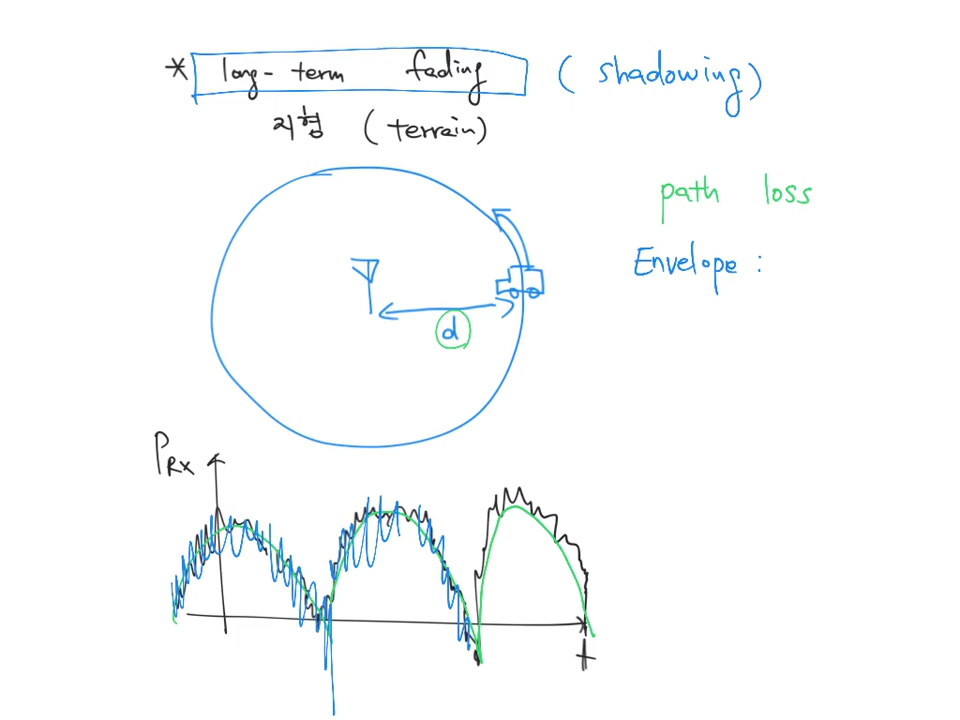 * long-term fading (shadowing)
지형 (terrain)
path loss
Envelope :
d
PRX
t